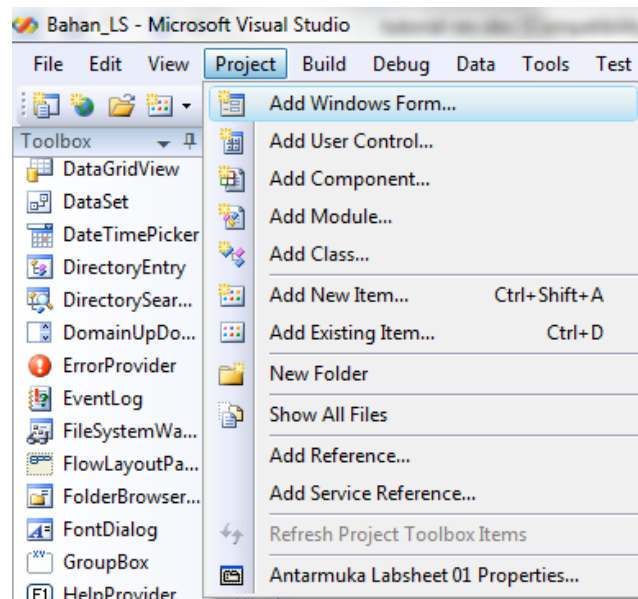 Bahan_LS - Microsoft Visual Studio
File Edit View Project Build Debug Data Tools Test
Toolbox
DataGridView
DataSet
DateTimePicker
DirectoryEntry
DirectorySear...
DomainUpDo...
ErrorProvider
EventLog
FileSystemWa...
FlowLayoutPa...
FolderBrowser...
FontDialog
GroupBox
HelpProvider
Add Windows Form...
Add User Control...
Add Component...
Add Module...
Add Class...
Add New Item... Ctrl+Shift+A
Add Existing Item... Ctrl+D
New Folder
Show All Files
Add Reference...
Add Service Reference...
Refresh Project Toolbox Items
Antarmuka Labsheet 01 Properties...